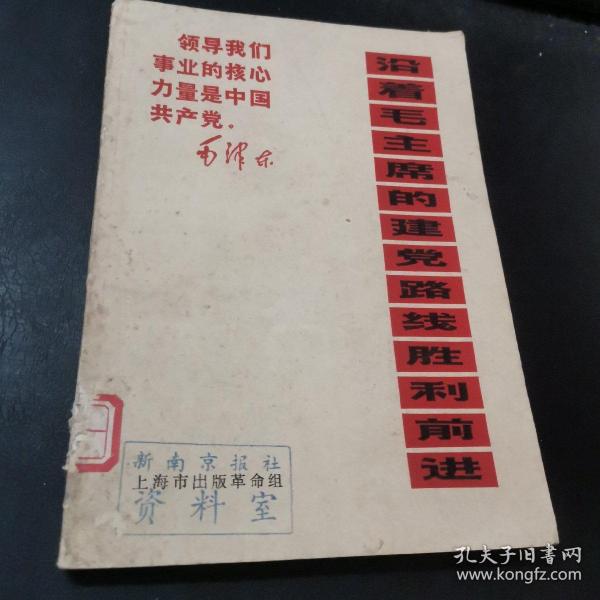 领导我们
事业的核心
力量是中国
共产党．
毛泽东
沿着毛主席的建党路线胜利前进
新南京报社
上海市出版革命组
资料室
孔夫子旧书网
www.kongfz.com